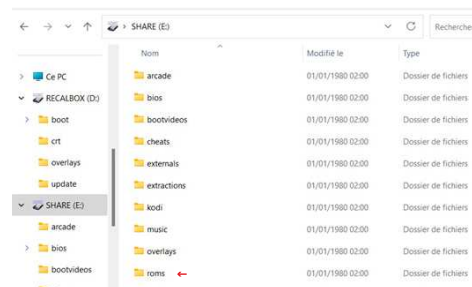 SHARE (E:)
Recherche
Nom Modifié le Type
Ce PC
RECALBOX (D:)
boot
crt
overlays
update
SHARE (E:)
arcade
bios
bootvideos
arcade 01/01/1980 02:00 Dossier de fichiers
bios 01/01/1980 02:00 Dossier de fichiers
bootvideos 01/01/1980 02:00 Dossier de fichiers
cheats 01/01/1980 02:00 Dossier de fichiers
externals 01/01/1980 02:00 Dossier de fichiers
extractions 01/01/1980 02:00 Dossier de fichiers
kodi 01/01/1980 02:00 Dossier de fichiers
music 01/01/1980 02:00 Dossier de fichiers
overlays 01/01/1980 02:00 Dossier de fichiers
roms 01/01/1980 02:00 Dossier de fichiers